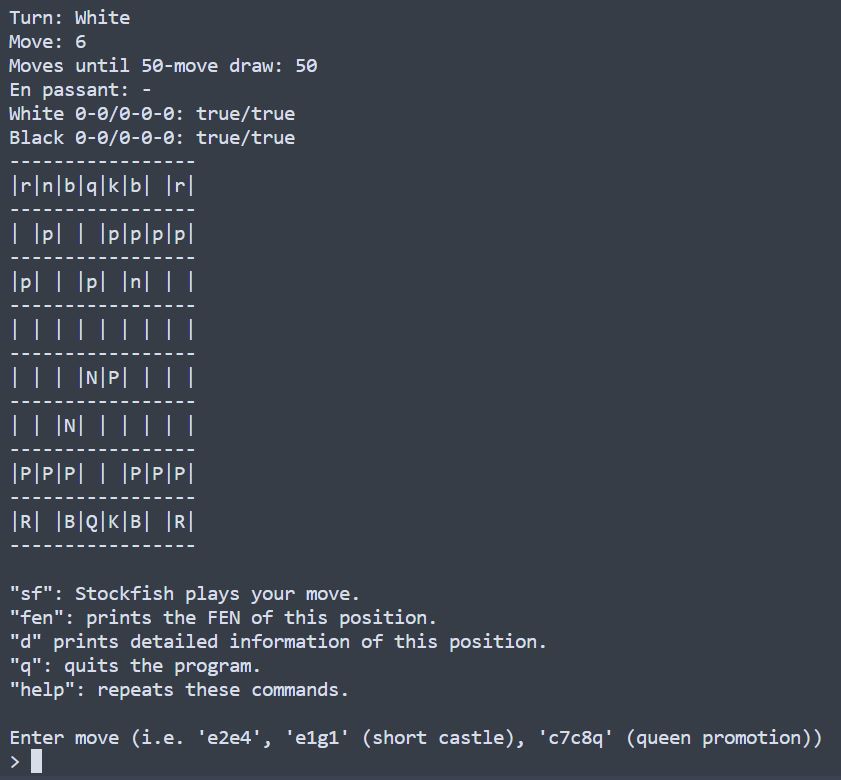 Turn: White
Move: 6
Moves until 50-move draw: 50
En passant: -
White 0-0/0-0-0: true/true
Black 0-0/0-0-0: true/true
-----------------
|r|n|b|q|k|b| |r|
-----------------
| |p| | |p|p|p|p|
-----------------
|p| | |p| |n| | |
-----------------
| | | | | | | | |
-----------------
| | | |N|P| | | |
-----------------
| | |N| | | | | |
-----------------
|P|P|P| | |P|P|P|
-----------------
|R| |B|Q|K|B| |R|
-----------------
"sf": Stockfish plays your move.
"fen": prints the FEN of this position.
"d" prints detailed information of this position.
"q": quits the program.
"help": repeats these commands.
Enter move (i.e. 'e2e4', 'e1g1' (short castle), 'c7c8q' (queen promotion))
>